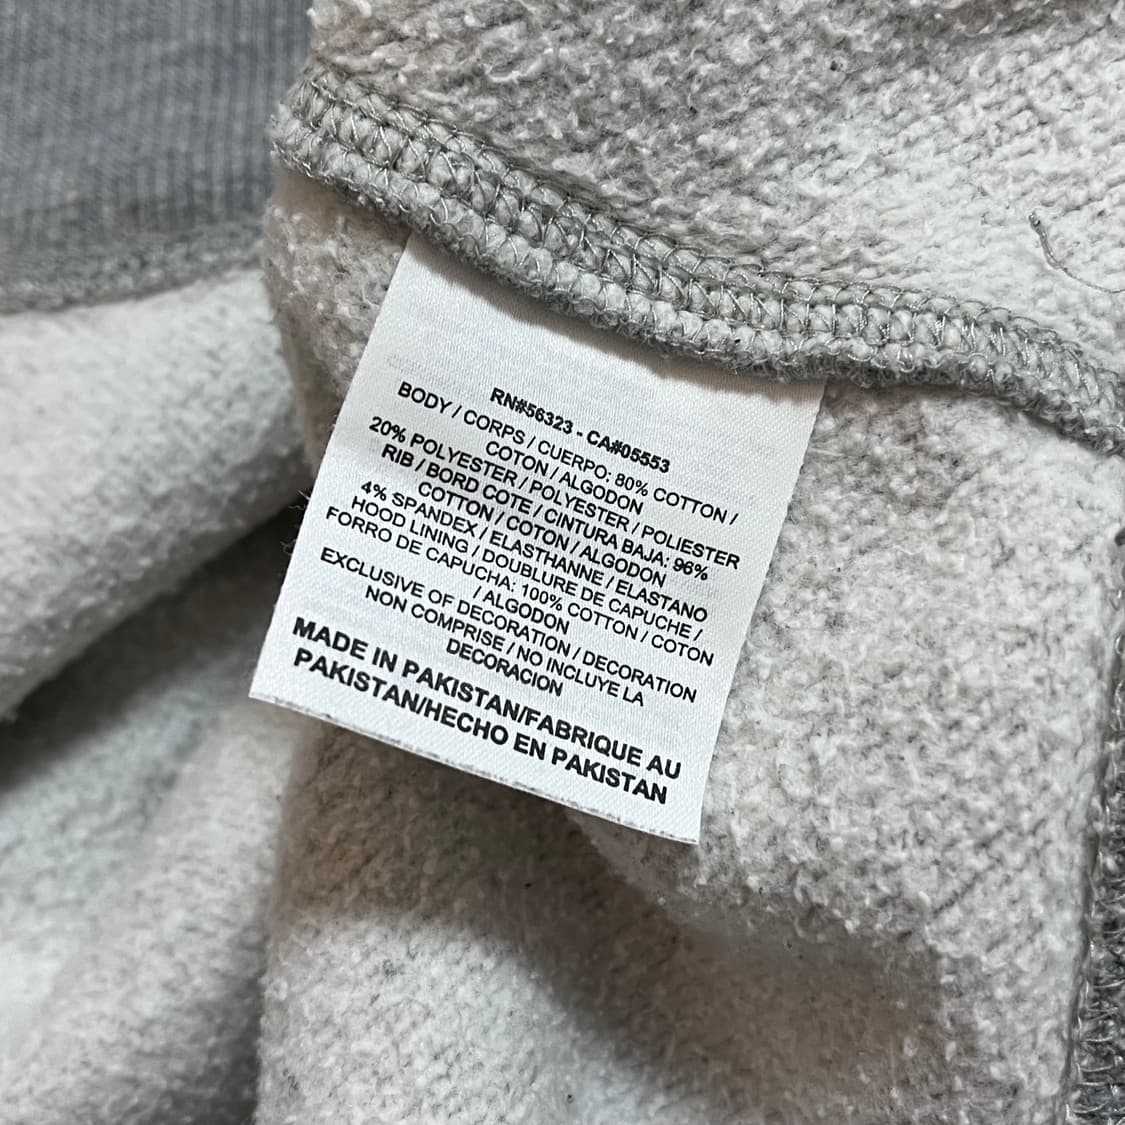 RN#56323 - CA#05553
BODY / CORPS / CUERPO: 80% COTTON /
COTON / ALGODON
20% POLYESTER / POLYESTER / POLIESTER
RIB / BORD COTE / CINTURA BAJA: 96%
COTTON / COTON / ALGODON
4% SPANDEX / ELASTHANNE / ELASTANO
HOOD LINING / DOUBLURE DE CAPUCHE /
FORRO DE CAPUCHA: 100% COTTON / COTON
/ ALGODON
EXCLUSIVE OF DECORATION / DECORATION
NON COMPRISE / NO INCLUYE LA
DECORACION
MADE IN PAKISTAN/FABRIQUE AU
PAKISTAN/HECHO EN PAKISTAN